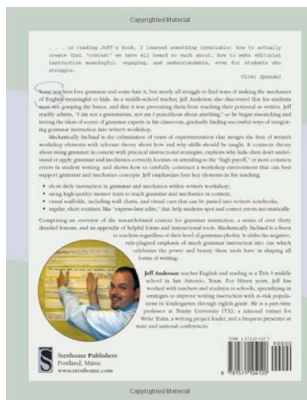 Copyrighted Material
. . . in reading Jeff's book, I learned something invaluable: how to actually
create that "context" we have all heard so much about, how to make editorial
instruction meaningful, engaging, and understandable, even for students who
struggle.
Vicki Spandel
Some teachers love grammar and some hate it, but nearly all struggle to find ways of making the mechanics
of English meaningful to kids. As a middle-school teacher, Jeff Anderson also discovered that his students
were not grasping the basics, and that it was preventing them from reaching their potential as writers. Jeff
readily admits, "I am not a grammarian, nor am I punctilious about anything," so he began researching and
testing the ideas of scores of grammar experts in his classroom, gradually finding successful ways of integrat-
ing grammar instruction into writer's workshop.
Mechanically Inclined is the culmination of years of experimentation that merges the best of writer's
workshop elements with relevant theory about how and why skills should be taught. It connects theory
about using grammar in context with practical instructional strategies, explains why kids often don't under-
stand or apply grammar and mechanics correctly, focuses on attending to the "high payoff," or most common
errors in student writing, and shows how to carefully construct a workshop environment that can best
support grammar and mechanics concepts. Jeff emphasizes four key elements in his teaching:
• short daily instruction in grammar and mechanics within writer's workshop;
• using high-quality mentor texts to teach grammar and mechanics in context;
• visual scaffolds, including wall charts, and visual cues that can be pasted into writer's notebooks;
• regular, short routines, like "express-lane edits," that help students spot and correct errors automatically.
Comprising an overview of the research-based context for grammar instruction, a series of over thirty
detailed lessons, and an appendix of helpful forms and instructional tools, Mechanically Inclined is a boon
to teachers regardless of their level of grammar-phobia. It shifts the negative,
rule-plagued emphasis of much grammar instruction into one which
celebrates the power and beauty these tools have in shaping all
forms of writing.
Jeff Anderson teaches English and reading at a Title I middle
school in San Antonio, Texas. For fifteen years, Jeff has
worked with teachers and students in schools, specializing in
strategies to improve writing instruction with at-risk popula-
tions in kindergarten through eighth grade. He is a part-time
professor at Trinity University (TX), a national trainer for
Write Traits, a writing project leader, and a frequent presenter at
state and national conferences.
Stenhouse Publishers
Portland, Maine
www.stenhouse.com
Copyrighted Material